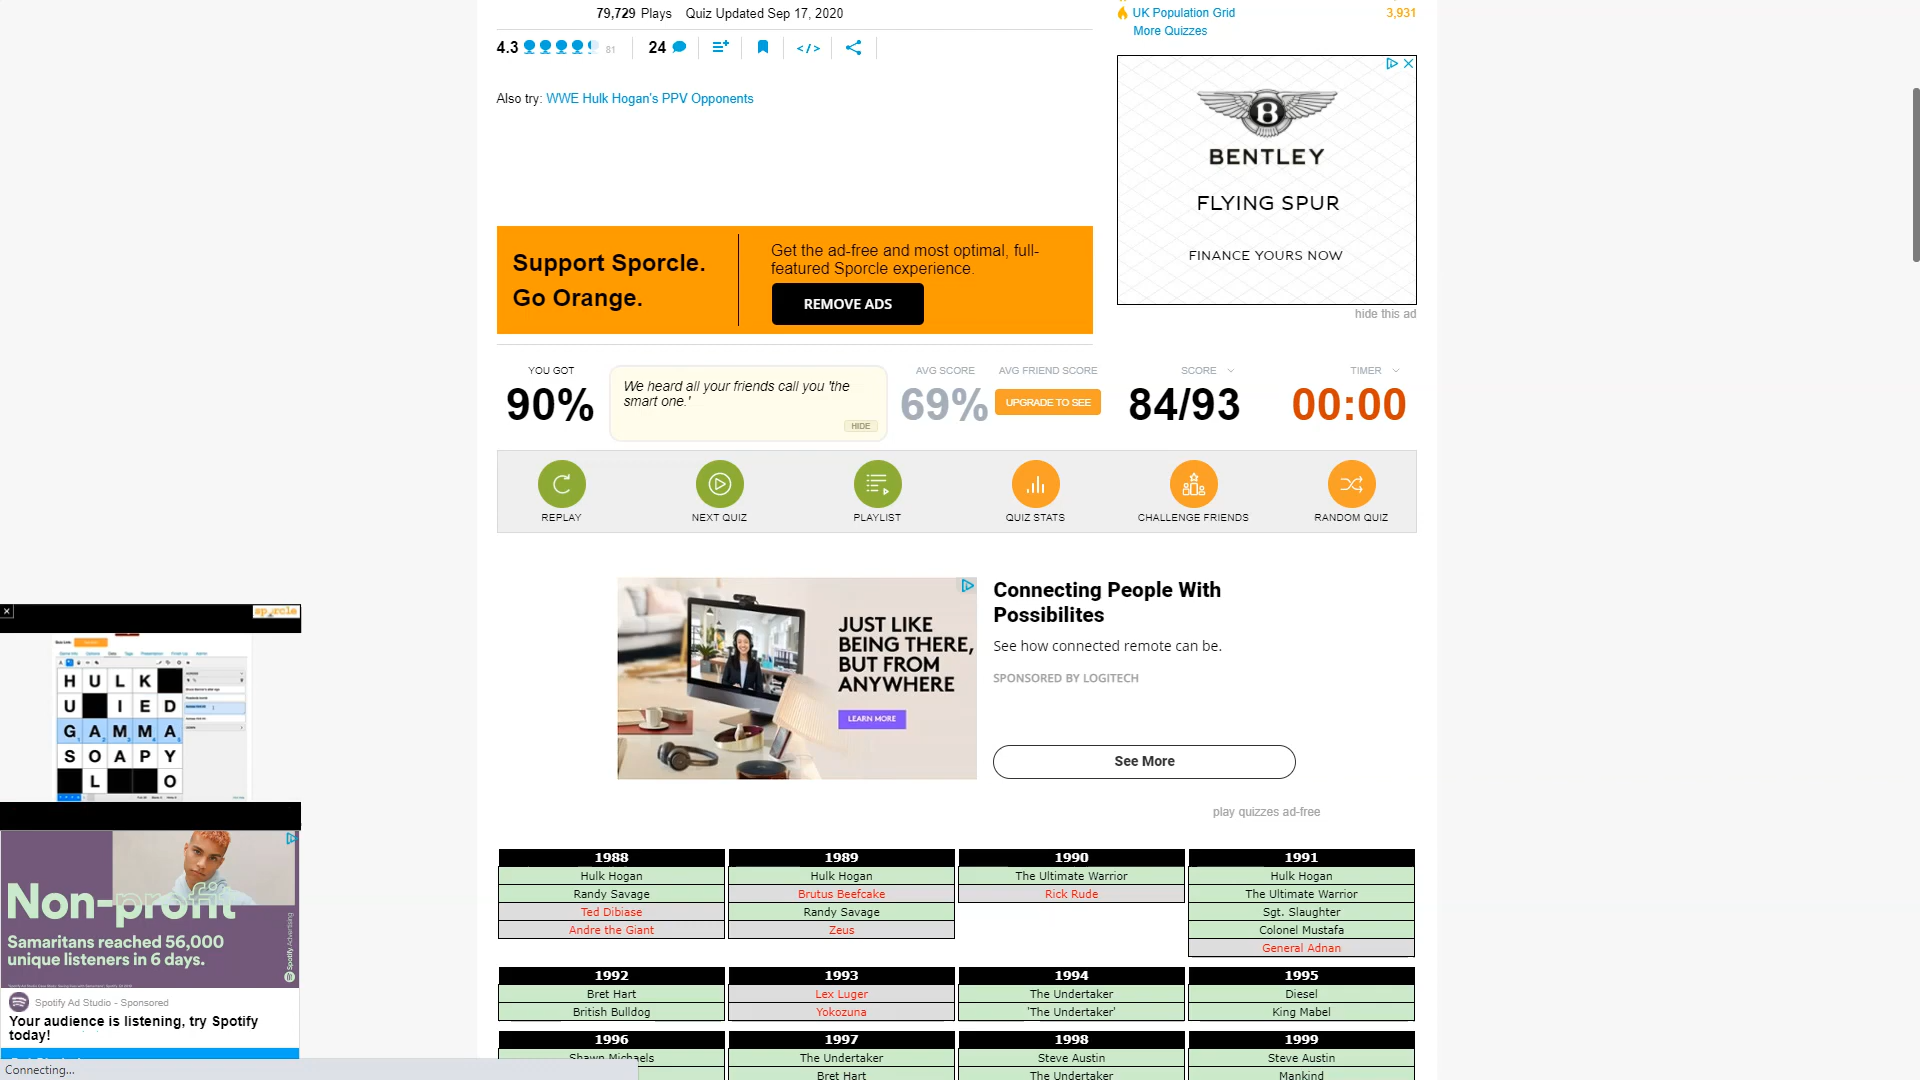 79,729 Plays Quiz Updated Sep 17, 2020
4.3 81 24 </>
Also try: WWE Hulk Hogan's PPV Opponents
UK Population Grid 3,931
More Quizzes
BENTLEY
FLYING SPUR
FINANCE YOURS NOW
hide this ad
Support Sporcle.
Go Orange.
Get the ad-free and most optimal, full-
featured Sporcle experience.
REMOVE ADS
YOU GOT
90%
We heard all your friends call you 'the
smart one.'
HIDE
AVG SCORE
69%
AVG FRIEND SCORE
UPGRADE TO SEE
SCORE
84/93
TIMER
00:00
REPLAY
NEXT QUIZ
PLAYLIST
QUIZ STATS
CHALLENGE FRIENDS
RANDOM QUIZ
JUST LIKE
BEING THERE,
BUT FROM
ANYWHERE
LEARN MORE
Connecting People With
Possibilites
See how connected remote can be.
SPONSORED BY LOGITECH
See More
play quizzes ad-free
sporcle
H U L K
U I E D
G A M M A
S O A P Y
L O
Non-profit
Samaritans reached 56,000
unique listeners in 6 days.
Spotify Advertising
Spotify Ad Studio - Sponsored
Your audience is listening, try Spotify
today!
Connecting...
1988
Hulk Hogan
Randy Savage
Ted Dibiase
Andre the Giant
1989
Hulk Hogan
Brutus Beefcake
Randy Savage
Zeus
1990
The Ultimate Warrior
Rick Rude
1991
Hulk Hogan
The Ultimate Warrior
Sgt. Slaughter
Colonel Mustafa
General Adnan
1992
Bret Hart
British Bulldog
1993
Lex Luger
Yokozuna
1994
The Undertaker
'The Undertaker'
1995
Diesel
King Mabel
1996
Shawn Michaels
1997
The Undertaker
Bret Hart
1998
Steve Austin
The Undertaker
1999
Steve Austin
Mankind